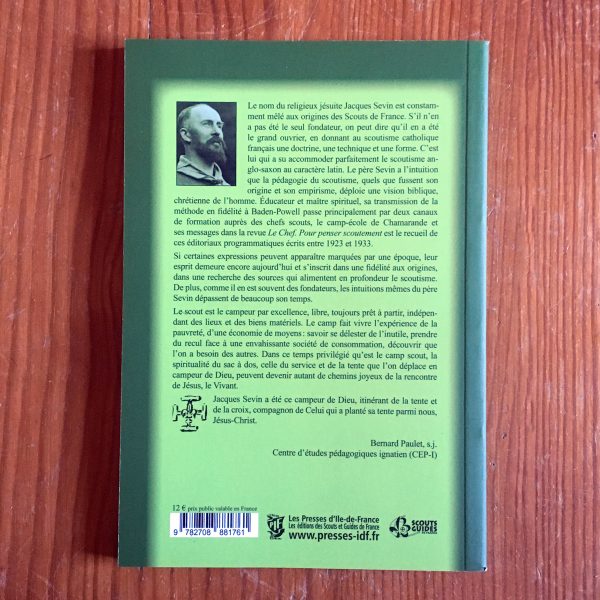 Le nom du religieux jésuite Jacques Sevin est constam-
ment mêlé aux origines des Scouts de France. S'il n'en
a pas été le seul fondateur, on peut dire qu'il en a été
le grand ouvrier, en donnant au scoutisme catholique
français une doctrine, une technique et une forme. C'est
lui qui a su accommoder parfaitement le scoutisme an-
glo-saxon au caractère latin. Le père Sevin a l'intuition
que la pédagogie du scoutisme, quels que fussent son
origine et son empirisme, déploie une vision biblique,
chrétienne de l'homme. Éducateur et maître spirituel, sa transmission de la
méthode en fidélité à Baden-Powell passe principalement par deux canaux
de formation auprès des chefs scouts, le camp-école de Chamarande et
ses messages dans la revue Le Chef. Pour penser scoutement est le recueil de
ces éditoriaux programmatiques écrits entre 1923 et 1933.
Si certaines expressions peuvent apparaître marquées par une époque, leur
esprit demeure encore aujourd'hui et s'inscrit dans une fidélité aux origines,
dans une recherche des sources qui alimentent en profondeur le scoutisme.
De plus, comme il en est souvent des fondateurs, les intuitions mêmes du père
Sevin dépassent de beaucoup son temps.
Le scout est le campeur par excellence, libre, toujours prêt à partir, indépen-
dant des lieux et des biens matériels. Le camp fait vivre l'expérience de la
pauvreté, d'une économie de moyens : savoir se délester de l'inutile, prendre
du recul face à une envahissante société de consommation, découvrir que
l'on a besoin des autres. Dans ce temps privilégié qu'est le camp scout, la
spiritualité du sac à dos, celle du service et de la tente que l'on déplace en
campeur de Dieu, peuvent devenir autant de chemins joyeux de la rencontre
de Jésus, le Vivant.
Jacques Sevin a été ce campeur de Dieu, itinérant de la tente et
de la croix, compagnon de Celui qui a planté sa tente parmi nous,
Jésus-Christ.
Bernard Paulet, s.j.
Centre d'études pédagogiques ignatien (CEP-I)
12 € prix public valable en France
9 782708 881761
Les Presses d'Ile-de-France
Les éditions des Scouts et Guides de France
www.presses-idf.fr
SCOUTS
GUIDES